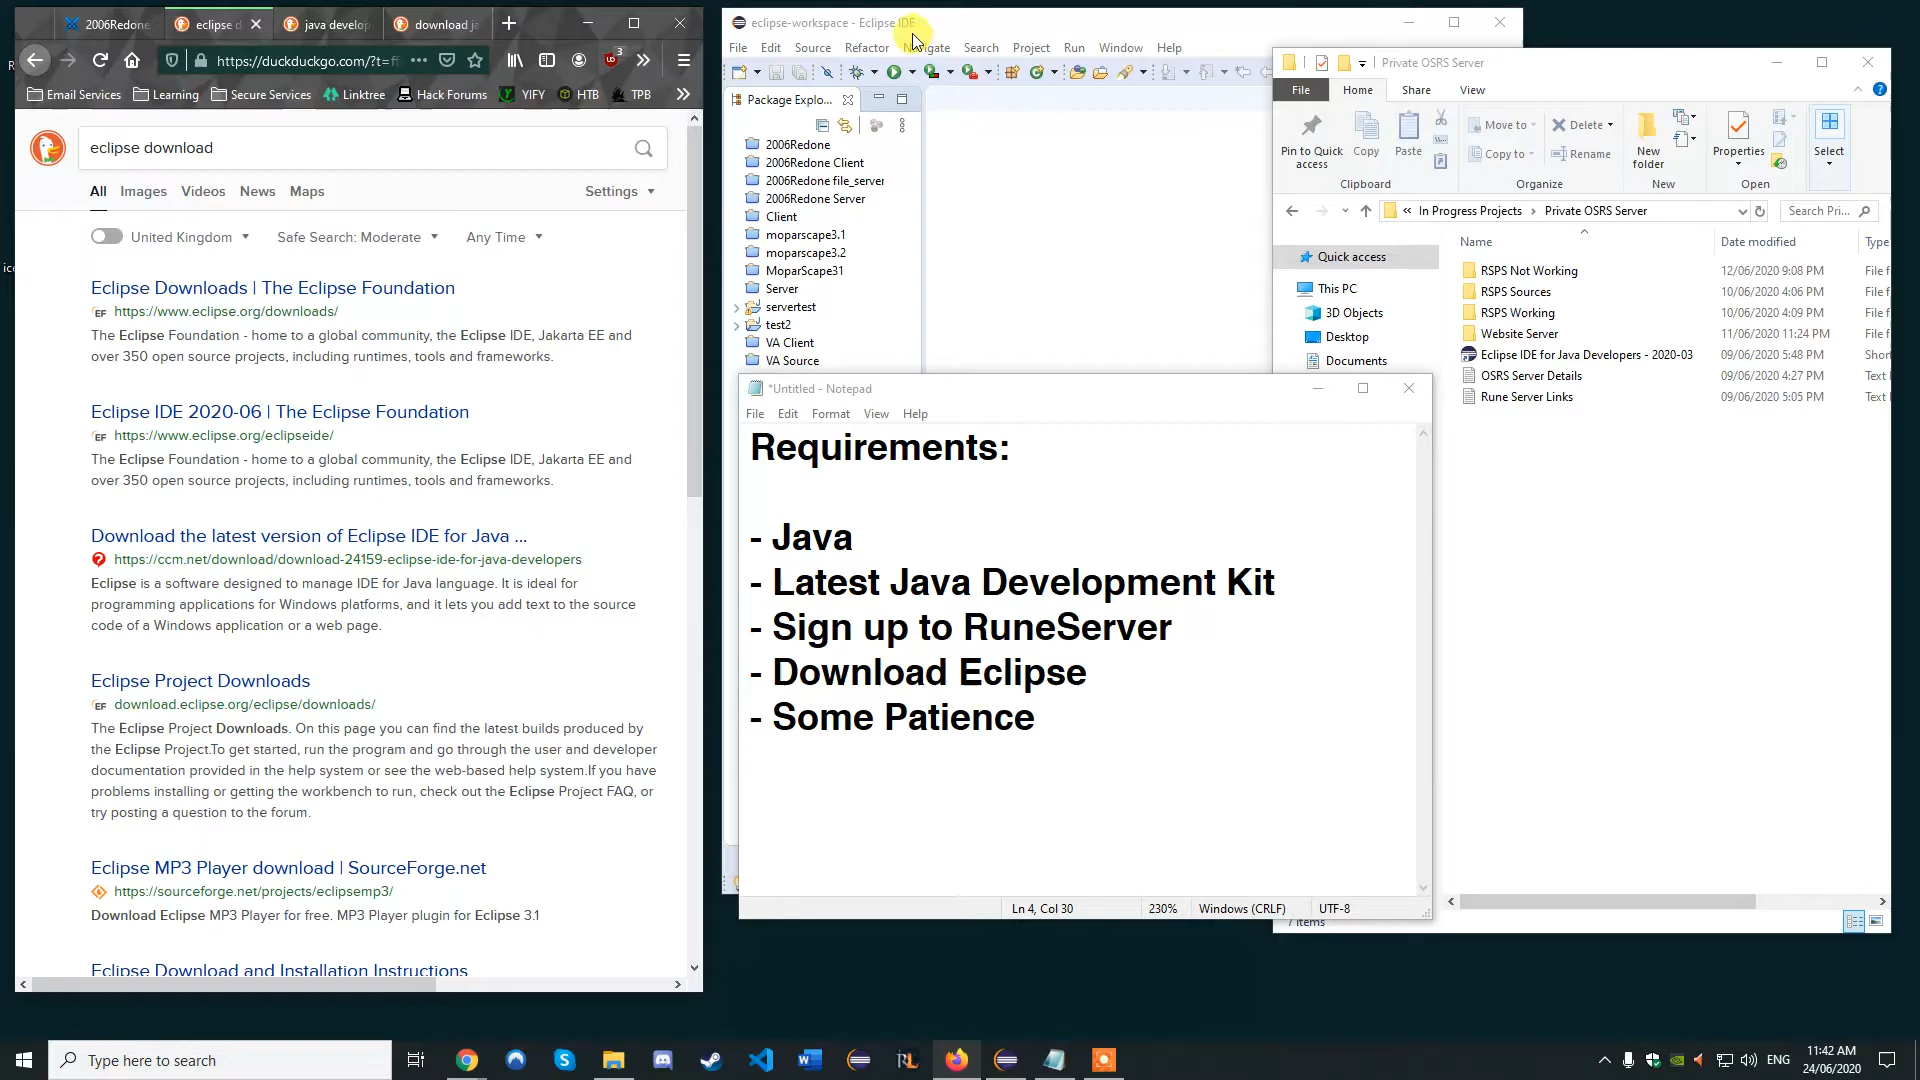 2006Redone
eclipse d
java develop
download ja
https://duckduckgo.com/?t=ff
3
Email Services
Learning
Secure Services
Linktree
Hack Forums
YIFY
HTB
TPB
eclipse download
All
Images
Videos
News
Maps
Settings
United Kingdom
Safe Search: Moderate
Any Time
Eclipse Downloads | The Eclipse Foundation
EF https://www.eclipse.org/downloads/
The Eclipse Foundation - home to a global community, the Eclipse IDE, Jakarta EE and
over 350 open source projects, including runtimes, tools and frameworks.
Eclipse IDE 2020-06 | The Eclipse Foundation
EF https://www.eclipse.org/eclipseide/
The Eclipse Foundation - home to a global community, the Eclipse IDE, Jakarta EE and
over 350 open source projects, including runtimes, tools and frameworks.
Download the latest version of Eclipse IDE for Java ...
https://ccm.net/download/download-24159-eclipse-ide-for-java-developers
Eclipse is a software designed to manage IDE for Java language. It is ideal for
programming applications for Windows platforms, and it lets you add text to the source
code of a Windows application or a web page.
Eclipse Project Downloads
EF download.eclipse.org/eclipse/downloads/
The Eclipse Project Downloads. On this page you can find the latest builds produced by
the Eclipse Project.To get started, run the program and go through the user and developer
documentation provided in the help system or see the web-based help system.If you have
problems installing or getting the workbench to run, check out the Eclipse Project FAQ, or
try posting a question to the forum.
Eclipse MP3 Player download | SourceForge.net
https://sourceforge.net/projects/eclipsemp3/
Download Eclipse MP3 Player for free. MP3 Player plugin for Eclipse 3.1
Eclipse Download and Installation Instructions
eclipse-workspace - Eclipse IDE
File Edit Source Refactor Navigate Search Project Run Window Help
Package Explo...
2006Redone
2006Redone Client
2006Redone file_server
2006Redone Server
Client
moparscape3.1
moparscape3.2
MoparScape31
Server
servertest
test2
VA Client
VA Source
Private OSRS Server
File Home Share View
Pin to Quick
access
Copy
Paste
Move to
Copy to
Delete
Rename
New
folder
Properties
Select
Clipboard
Organize
New
Open
« In Progress Projects > Private OSRS Server
Search Pri...
Name Date modified Type
Quick access
This PC
3D Objects
Desktop
Documents
RSPS Not Working 12/06/2020 9:08 PM File f
RSPS Sources 10/06/2020 4:06 PM File f
RSPS Working 10/06/2020 4:09 PM File f
Website Server 11/06/2020 11:24 PM File f
Eclipse IDE for Java Developers - 2020-03 09/06/2020 5:48 PM Short
OSRS Server Details 09/06/2020 4:27 PM Text
Rune Server Links 09/06/2020 5:05 PM Text
7 items
*Untitled - Notepad
File Edit Format View Help
Requirements:
- Java
- Latest Java Development Kit
- Sign up to RuneServer
- Download Eclipse
- Some Patience
Ln 4, Col 30
230%
Windows (CRLF)
UTF-8
Type here to search
ENG
11:42 AM
24/06/2020